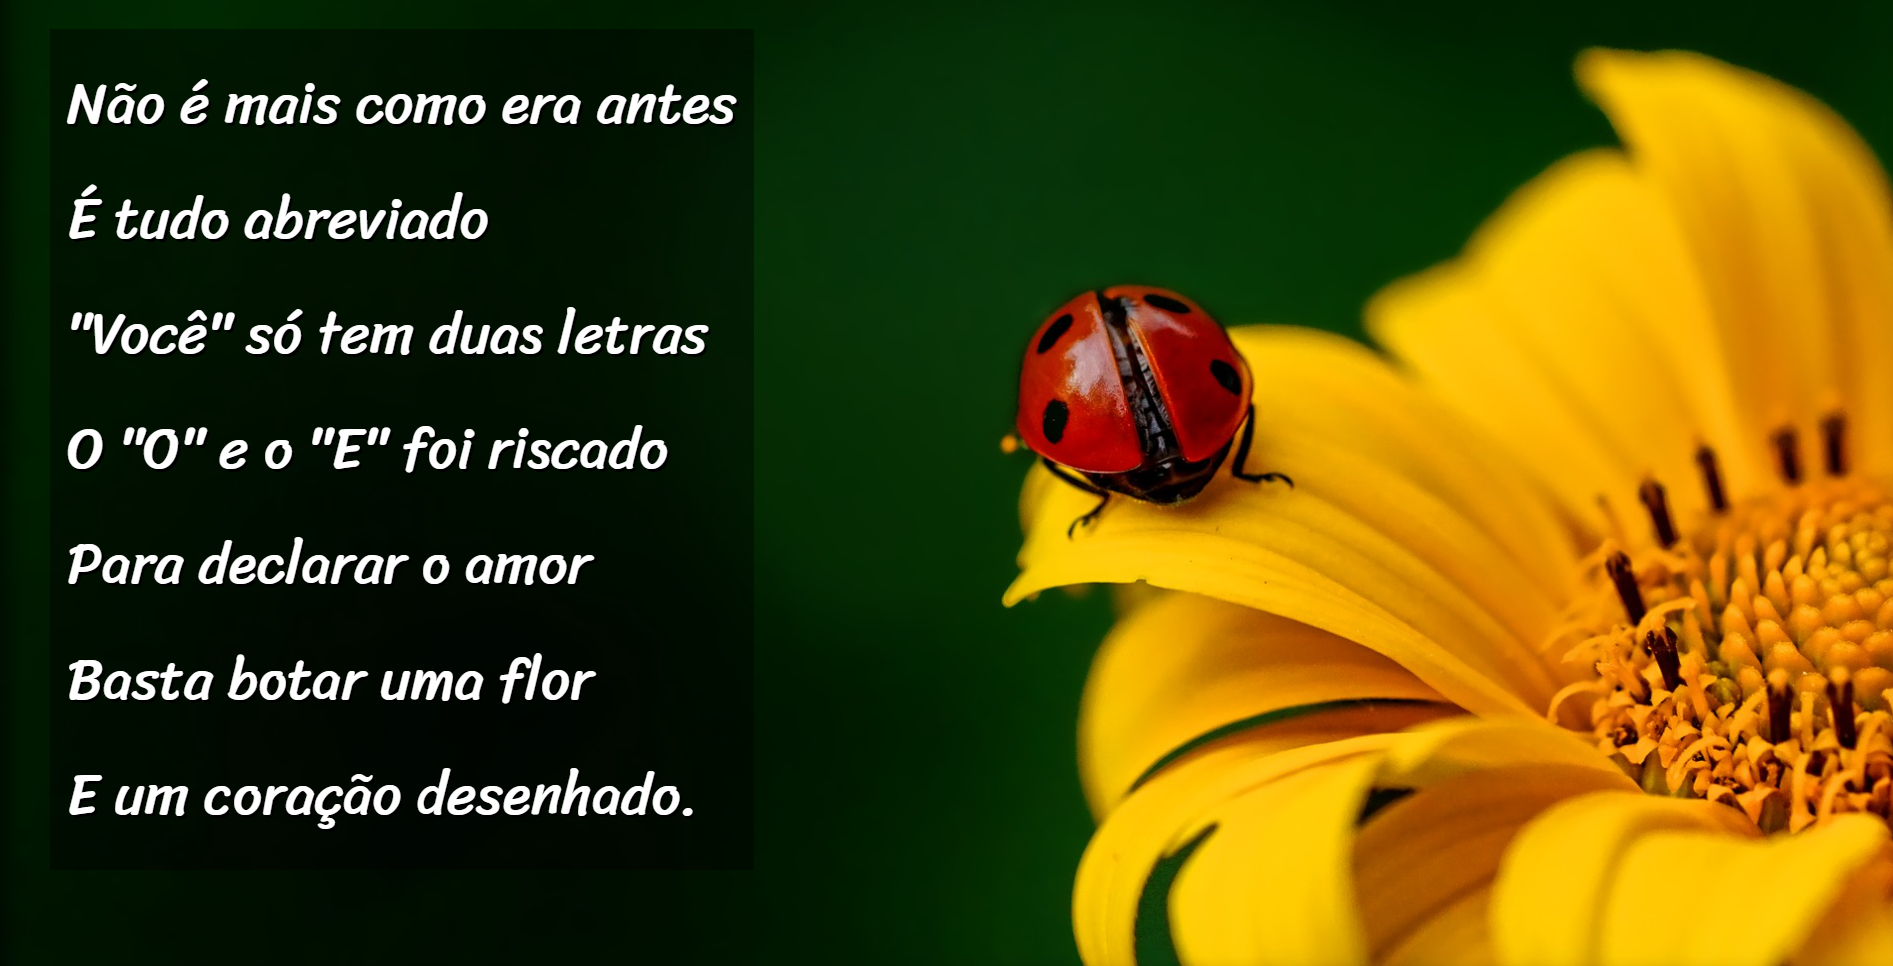 Não é mais como era antes
É tudo abreviado
"Você" só tem duas letras
O "O" e o "E" foi riscado
Para declarar o amor
Basta botar uma flor
E um coração desenhado.